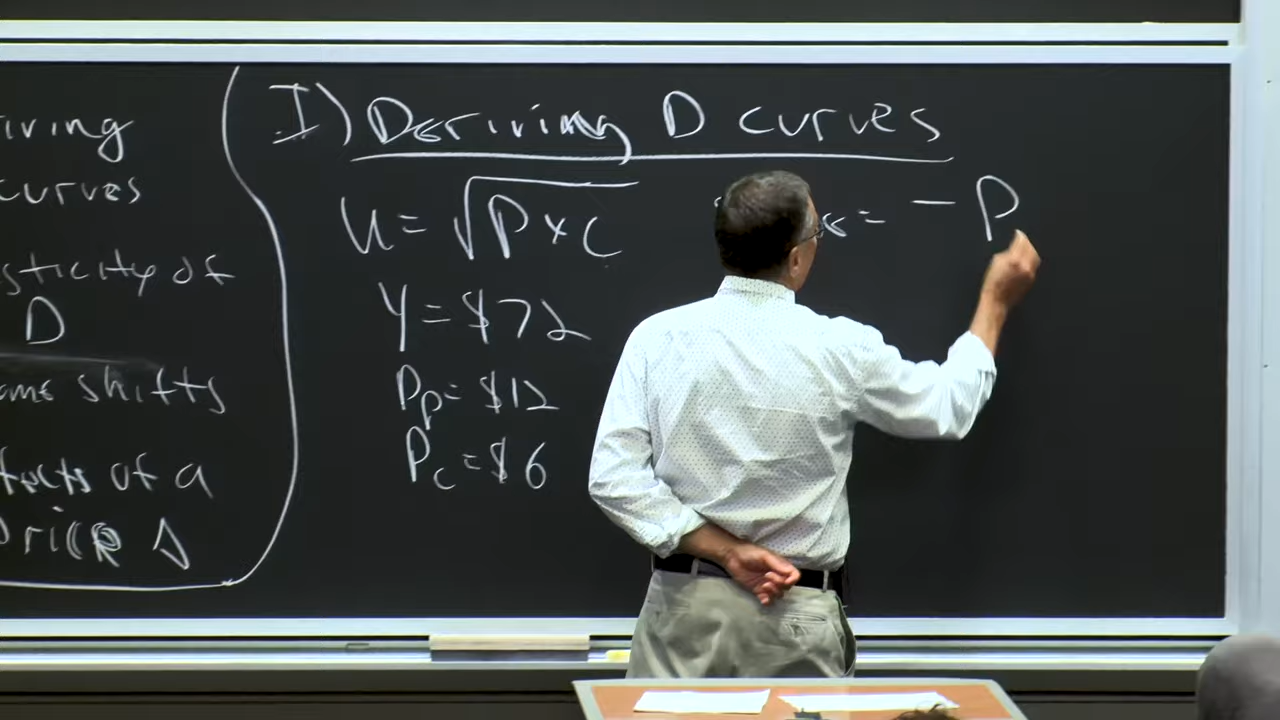 iving
curves
sticity of
D
ome shifts
fects of a
price Δ
I) Deriving D curves
u = √P × C
Y = $72
Pp = $12
Pc = $6
= - P